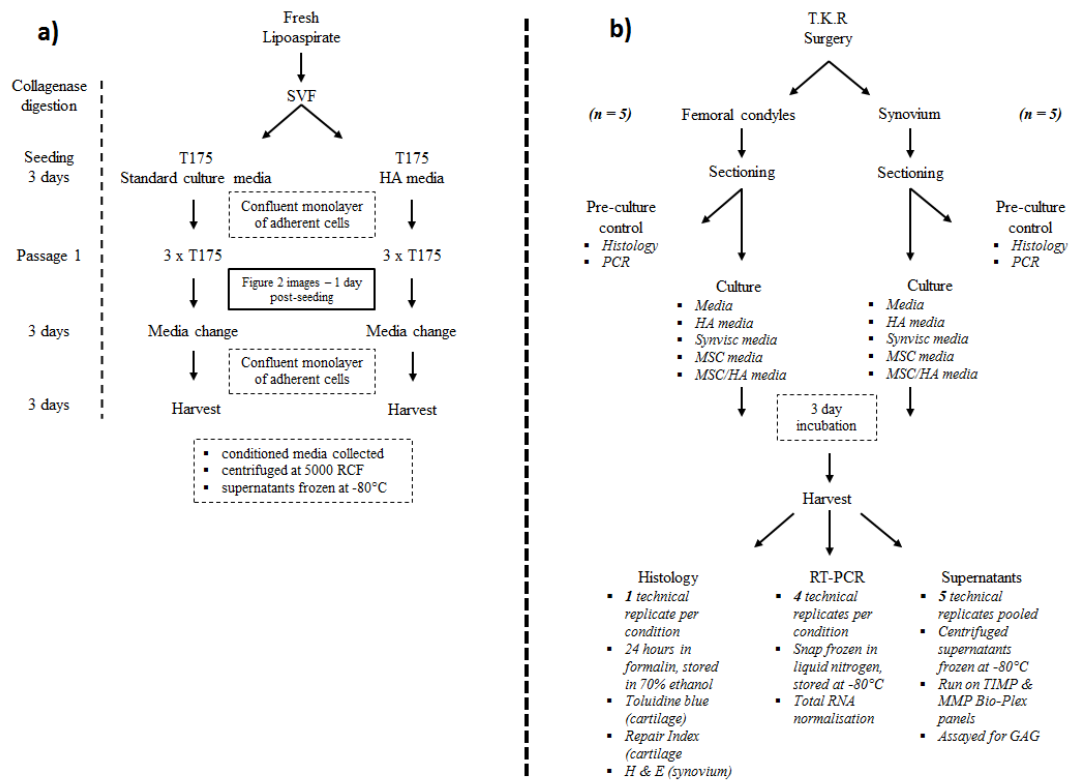 a)
Fresh
Lipoaspirate
Collagenase
digestion
SVF
Seeding
3 days
T175
Standard culture media
T175
HA media
Confluent monolayer
of adherent cells
Passage 1
3 x T175
3 x T175
Figure 2 images – 1 day
post-seeding
3 days
Media change
Media change
Confluent monolayer
of adherent cells
3 days
Harvest
Harvest
▪ conditioned media collected
▪ centrifuged at 5000 RCF
▪ supernatants frozen at -80°C
b)
T.K.R
Surgery
(n = 5)
Femoral condyles
Synovium
(n = 5)
Sectioning
Sectioning
Pre-culture
control
▪ Histology
▪ PCR
Pre-culture
control
▪ Histology
▪ PCR
Culture
▪ Media
▪ HA media
▪ Synvisc media
▪ MSC media
▪ MSC/HA media
Culture
▪ Media
▪ HA media
▪ Synvisc media
▪ MSC media
▪ MSC/HA media
3 day
incubation
Harvest
Histology
▪ 1 technical
replicate per
condition
▪ 24 hours in
formalin, stored
in 70% ethanol
▪ Toluidine blue
(cartilage)
▪ Repair Index
(cartilage
▪ H & E (synovium)
RT-PCR
▪ 4 technical
replicates per
condition
▪ Snap frozen in
liquid nitrogen,
stored at -80°C
▪ Total RNA
normalisation
Supernatants
▪ 5 technical
replicates pooled
▪ Centrifuged
supernatants
frozen at -80°C
▪ Run on TIMP &
MMP Bio-Plex
panels
▪ Assayed for GAG